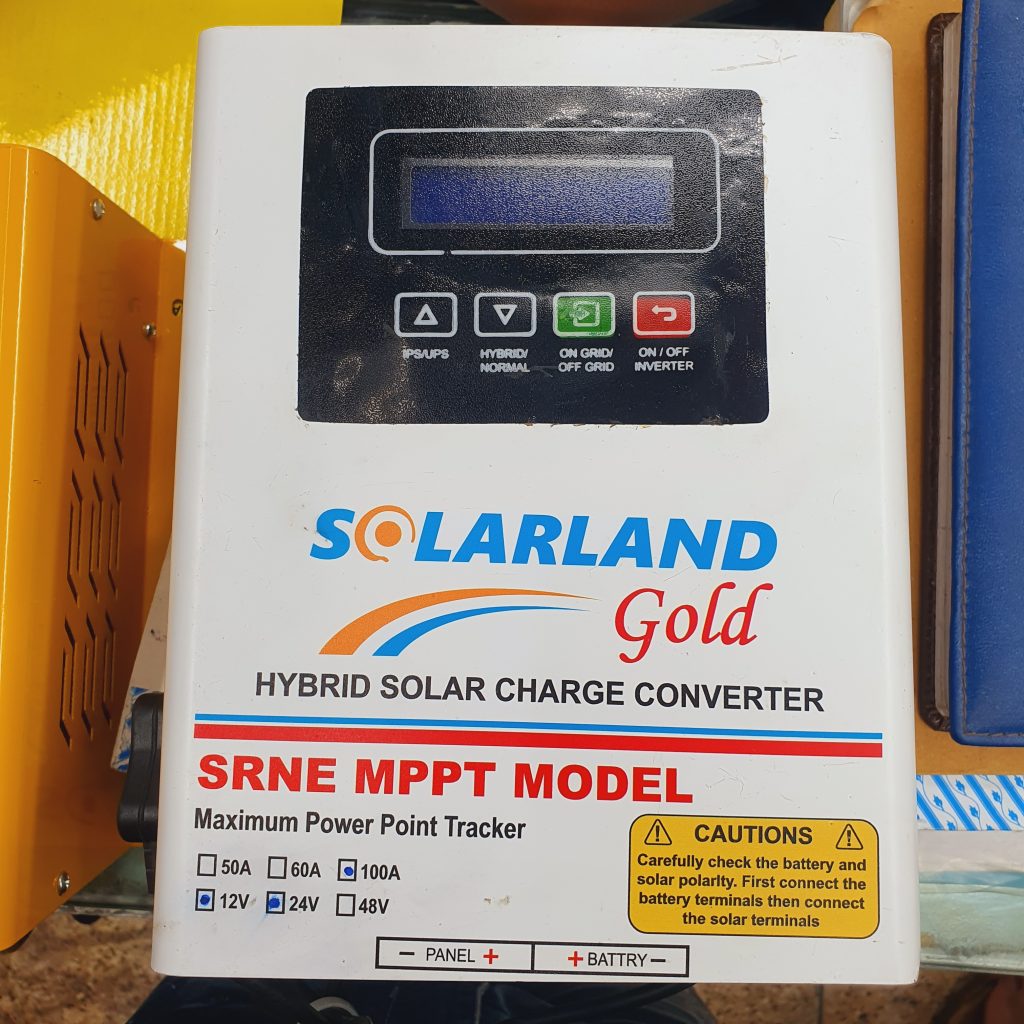 IPS/UPS
HYBRID/
NORMAL
ON GRID/
OFF GRID
ON / OFF
INVERTER
SOLARLAND
Gold
HYBRID SOLAR CHARGE CONVERTER
SRNE MPPT MODEL
Maximum Power Point Tracker
50A 60A 100A
12V 24V 48V
CAUTIONS
Carefully check the battery and
solar polarlty. First connect the
battery terminals then connect
the solar terminals
− PANEL + + BATTRY −